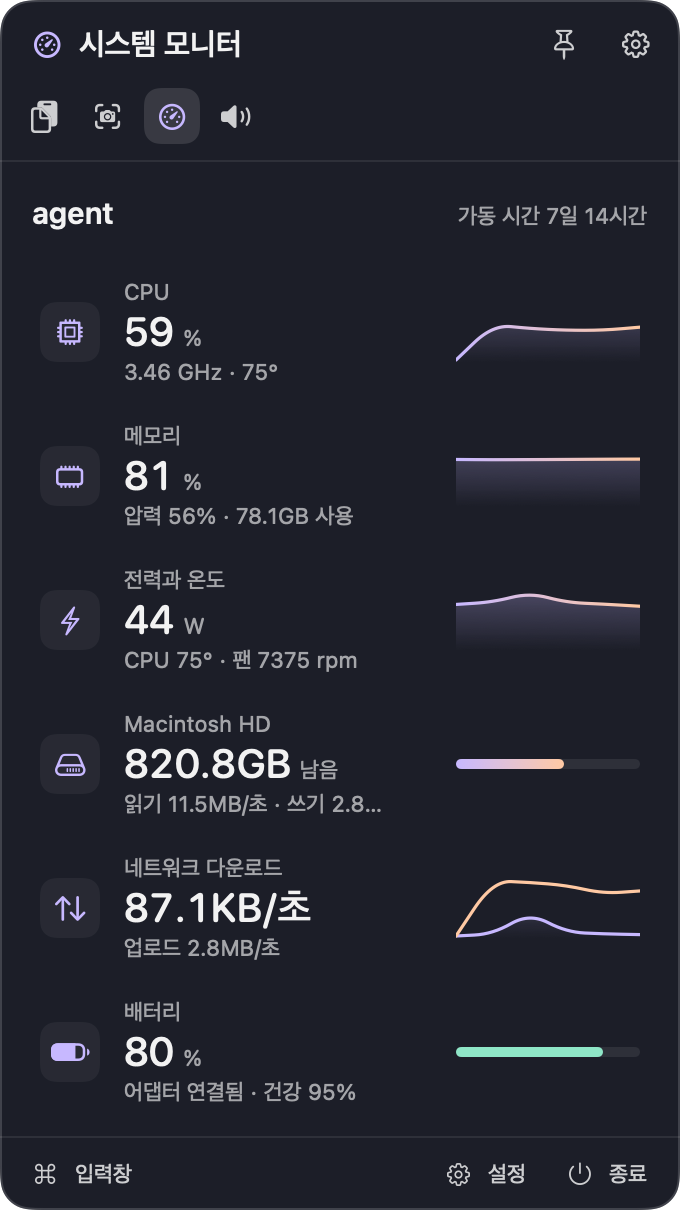 시스템 모니터
agent
가동 시간 7일 14시간
CPU
59 %
3.46 GHz · 75°
메모리
81 %
압력 56% · 78.1GB 사용
전력과 온도
44 W
CPU 75° · 팬 7375 rpm
Macintosh HD
820.8GB 남음
읽기 11.5MB/초 · 쓰기 2.8...
네트워크 다운로드
87.1KB/초
업로드 2.8MB/초
배터리
80 %
어댑터 연결됨 · 건강 95%
입력창
설정
종료